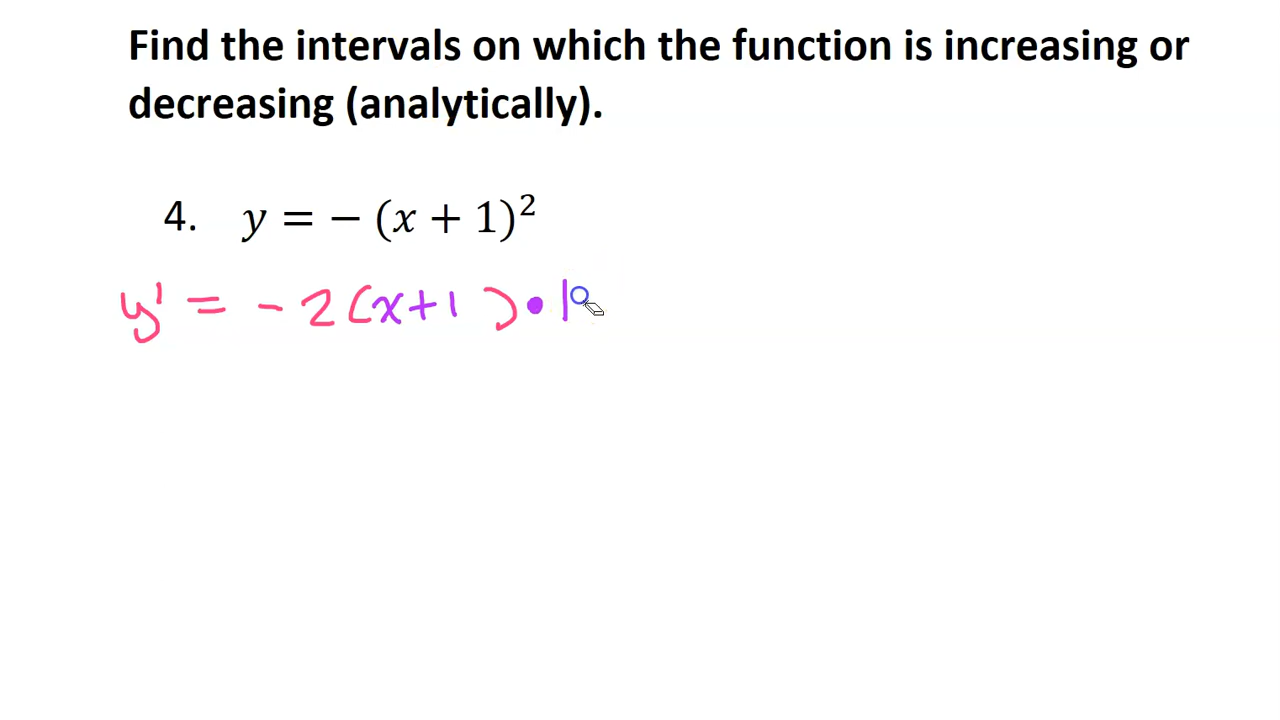 Find the intervals on which the function is increasing or
decreasing (analytically).
4. y = − (x + 1)²
y' = -2(x+1)•1